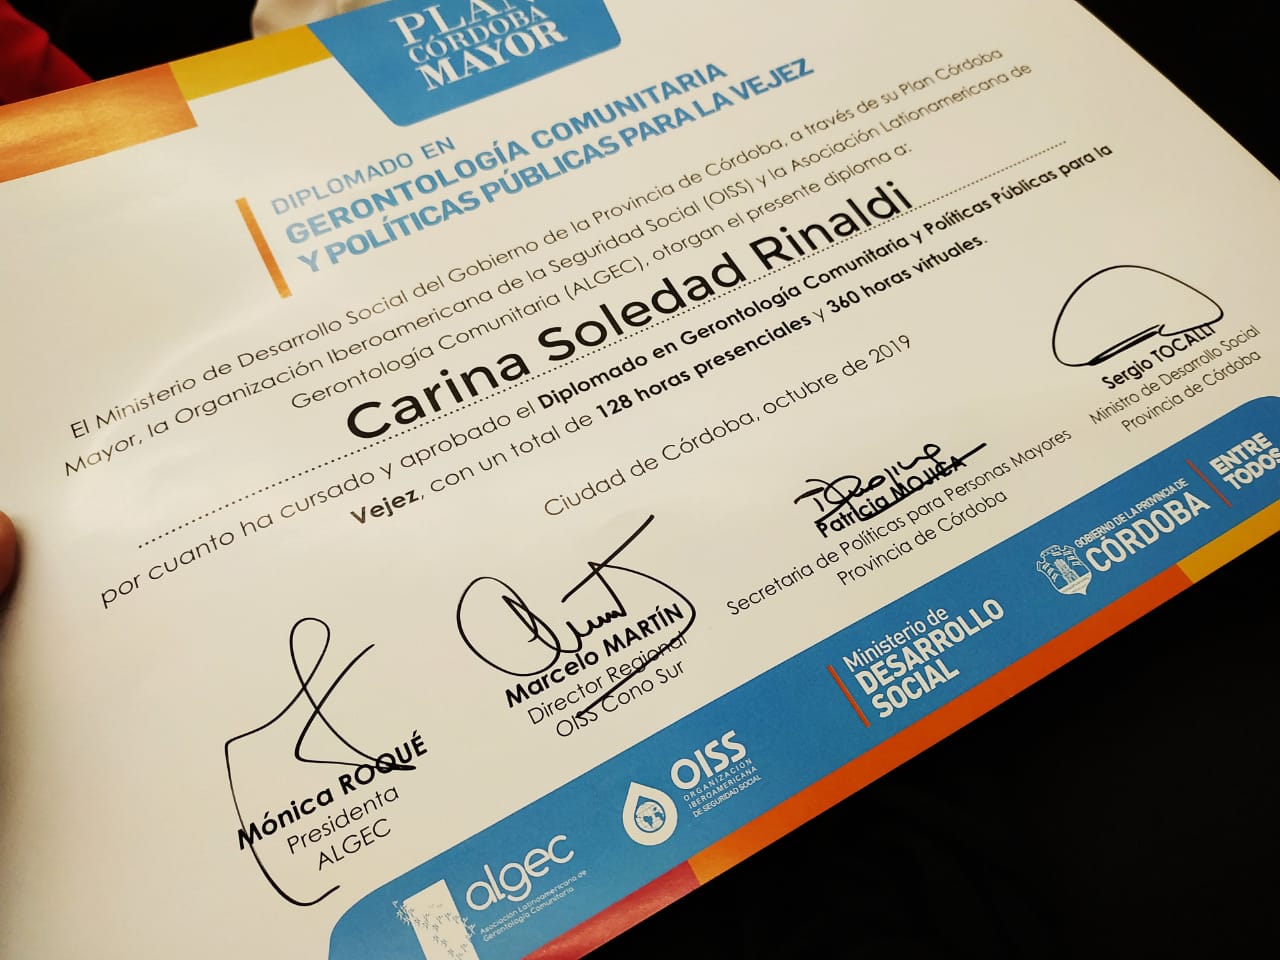 PLAN
CÓRDOBA
MAYOR
DIPLOMADO EN
GERONTOLOGÍA COMUNITARIA
Y POLÍTICAS PÚBLICAS PARA LA VEJEZ
El Ministerio de Desarrollo Social del Gobierno de la Provincia de Córdoba, a través de su Plan Córdoba
Mayor, la Organización Iberoamericana de la Seguridad Social (OISS) y la Asociación Lationamericana de
Gerontología Comunitaria (ALGEC), otorgan el presente diploma a:
Carina Soledad Rinaldi
por cuanto ha cursado y aprobado el Diplomado en Gerontología Comunitaria y Políticas Públicas para la
Vejez, con un total de 128 horas presenciales y 360 horas virtuales.
Ciudad de Córdoba, octubre de 2019
Sergio TOCALLI
Ministro de Desarrollo Social
Provincia de Córdoba
Patricia MOJICA
Secretaria de Políticas para Personas Mayores
Provincia de Córdoba
Marcelo MARTÍN
Director Regional
OISS Cono Sur
Mónica ROQUÉ
Presidenta
ALGEC
algec
Asociación Latinoamericana de
Gerontología Comunitaria
OISS
ORGANIZACIÓN
IBEROAMERICANA
DE SEGURIDAD SOCIAL
Ministerio de
DESARROLLO
SOCIAL
GOBIERNO DE LA PROVINCIA DE
CÓRDOBA
ENTRE
TODOS